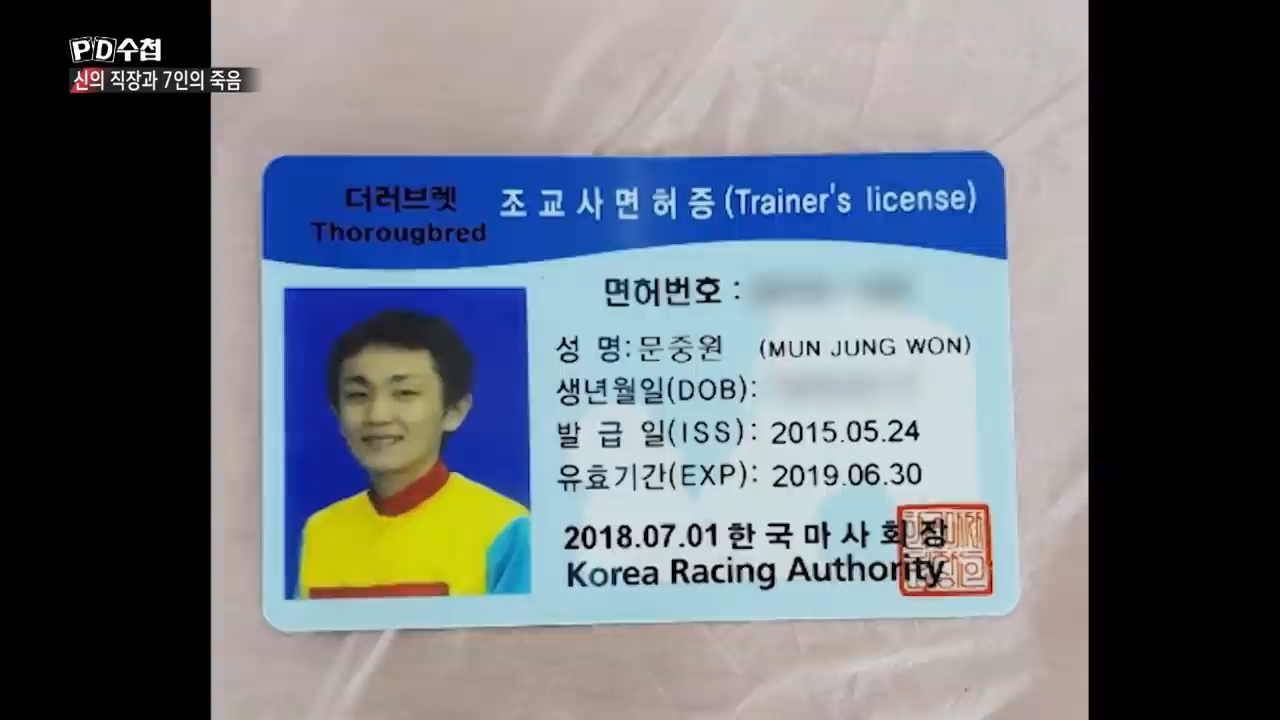 PD수첩
신의 직장과 7인의 죽음
더러브렛 조교사면허증(Trainer's license)
Thorougbred
면허번호 :
성 명:문중원 (MUN JUNG WON)
생년월일(DOB):
발 급 일(ISS): 2015.05.24
유효기간(EXP): 2019.06.30
2018.07.01 한국마사회장
Korea Racing Authority